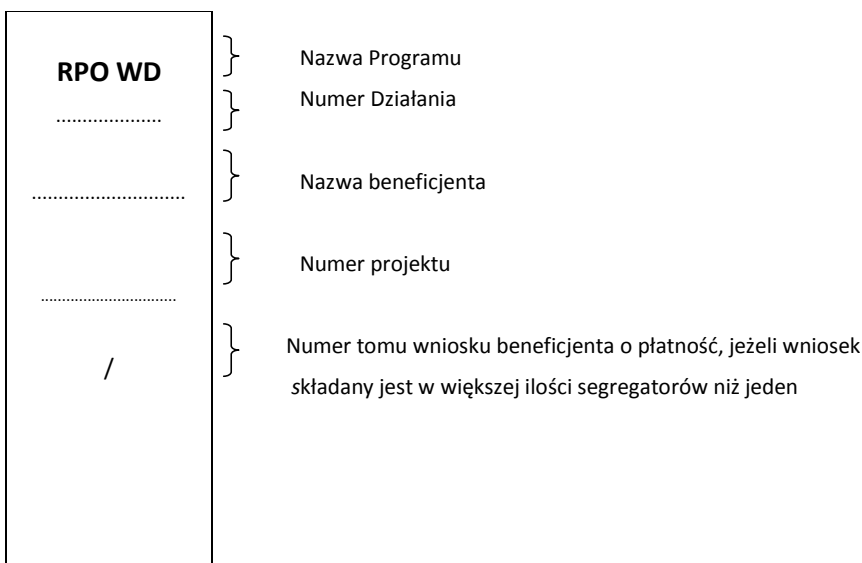 RPO WD
Nazwa Programu
....................
Numer Działania
.............................
Nazwa beneficjenta
................................
Numer projektu
/
Numer tomu wniosku beneficjenta o płatność, jeżeli wniosek
składany jest w większej ilości segregatorów niż jeden